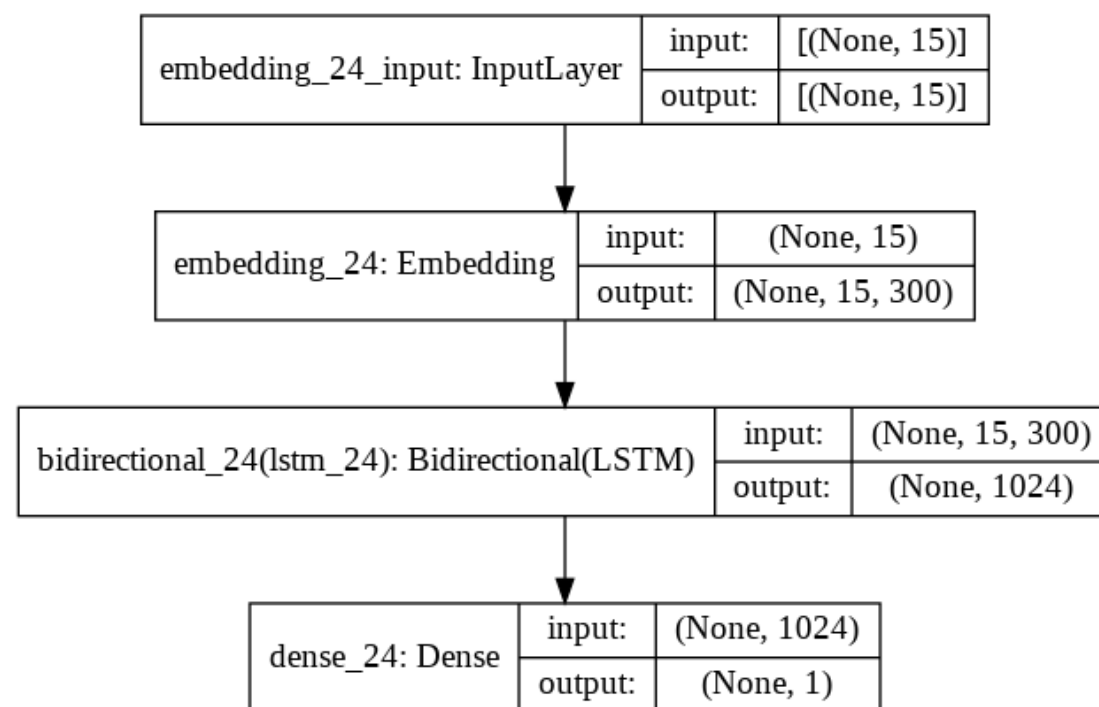 embedding_24_input: InputLayer
input: [(None, 15)]
output: [(None, 15)]
embedding_24: Embedding
input: (None, 15)
output: (None, 15, 300)
bidirectional_24(lstm_24): Bidirectional(LSTM)
input: (None, 15, 300)
output: (None, 1024)
dense_24: Dense
input: (None, 1024)
output: (None, 1)